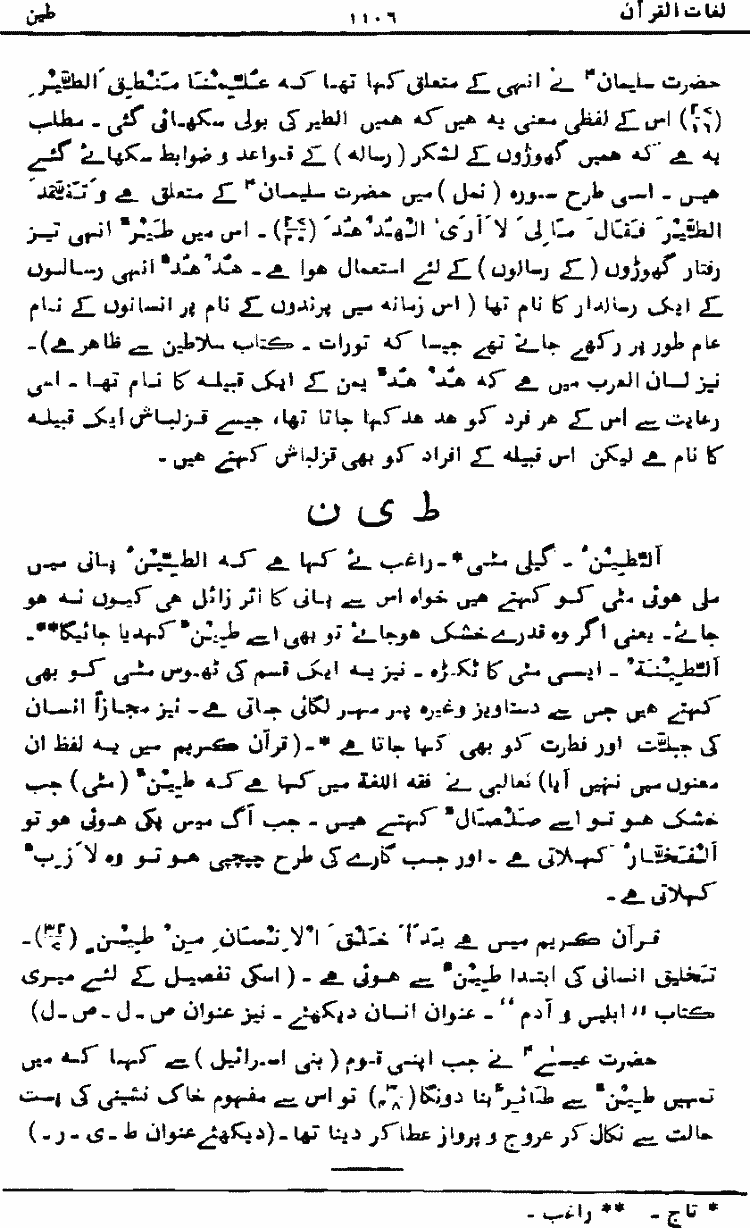 لغات القرآن ۱۱۰۶ طین
حضرت سلیمان؊ نے انہی کے متعلق کہا تھا کہ عُلِّمْنَا مَنْطِقَ الطَّیْرِ
(۲۷/۱۶) اس کے لفظی معنی یہ ہیں کہ ہمیں الطیر کی بولی سکھائی گئی ۔ مطلب
یہ ہے کہ ہمیں گھوڑوں کے لشکر (رسالہ) کے قواعد و ضوابط سکھائے گئے
ہیں ۔ اسی طرح سورہ (نمل) میں حضرت سلیمان؊ کے متعلق ہے وَ تَفَقَّدَ
الطَّیْرَ فَقَالَ مَا لِیَ لَا اَرَی الْھُدْ ھُدَ (۲۷/۲۰) ۔ اس میں طَیْرٌ انہی تیز
رفتار گھوڑوں (کے رسالوں) کے لئے استعمال ہوا ہے ۔ ھُدْ ھُدٌ انہی رسالوں
کے ایک رسالدار کا نام تھا (اس زمانہ میں پرندوں کے نام پر انسانوں کے نام
عام طور پر رکھے جاتے تھے جیسا کہ تورات ۔ کتاب سلاطین سے ظاہر ہے) ۔
نیز لسان العرب میں ہے کہ ھُدْ ھُدٌ یمن کے ایک قبیلہ کا نام تھا ۔ اسی
رعایت سے اُس کے ہر فرد کو ھد ھد کہا جاتا تھا، جیسے قزلباش ایک قبیلہ
کا نام ہے لیکن اس قبیلہ کے افراد کو بھی قزلباش کہتے ہیں ۔
ط ی ن
اَلطِّیْنُ ۔ گیلی مٹی* ۔ راغب نے کہا ہے کہ الطِّیْنُ پانی میں
ملی ہوئی مٹی کو کہتے ہیں خواہ اس سے پانی کا اثر زائل ہی کیوں نہ ہو
جائے ۔ یعنی اگر وہ قدرے خشک ہوجائے تو بھی اسے طِیْنٌ کہدیا جائیگا** ۔
اَلطِّیْنَۃُ ۔ ایسی مٹی کا ٹکڑہ ۔ نیز یہ ایک قسم کی ٹھوس مٹی کو بھی
کہتے ہیں جس سے دستاویز وغیرہ پر مہر لگائی جاتی ہے ۔ نیز مجازاً انسان
کی جبلّت اور فطرت کو بھی کہا جاتا ہے * ۔ (قرآن کریم میں یہ لفظ ان
معنوں میں نہیں آیا) ثعالبی نے فقہ اللغۃ میں کہا ہے کہ طِیْنٌ (مٹی) جب
خشک ہو تو اسے صَلْصَالٌ کہتے ہیں ۔ جب آگ میں پکی ہوئی ہو تو
اَلْفَخَّارُ کہلاتی ہے ۔ اور جب گارے کی طرح چپچپی ہو تو وہ لَا زِبٌ
کہلاتی ہے ۔
قرآن کریم میں ہے بَدَاَ خَلْقَ الْاِنْسَانِ مِنْ طِیْنٍ (۳۲/۷) ۔
تخلیق انسانی کی ابتدا طِیْنٌ سے ہوئی ہے ۔ (اسکی تفصیل کے لئے میری
کتاب ’’ ابلیس و آدم ‘‘ ۔ عنوان انسان دیکھئے ۔ نیز عنوان ص ۔ ل ۔ ص ۔ ل)
حضرت عیسٰی؊ نے جب اپنی قوم (بنی اسرائیل) سے کہا کہ میں
تمہیں طِیْنٌ سے طَائِرٌ بنا دونگا (۳/۴۸) تو اس سے مفہوم خاک نشینی کی پست
حالت سے نکال کر عروج و پرواز عطا کر دینا تھا ۔ (دیکھئے عنوان ط ۔ ی ۔ ر ۔)
* تاج ۔ ** راغب ۔